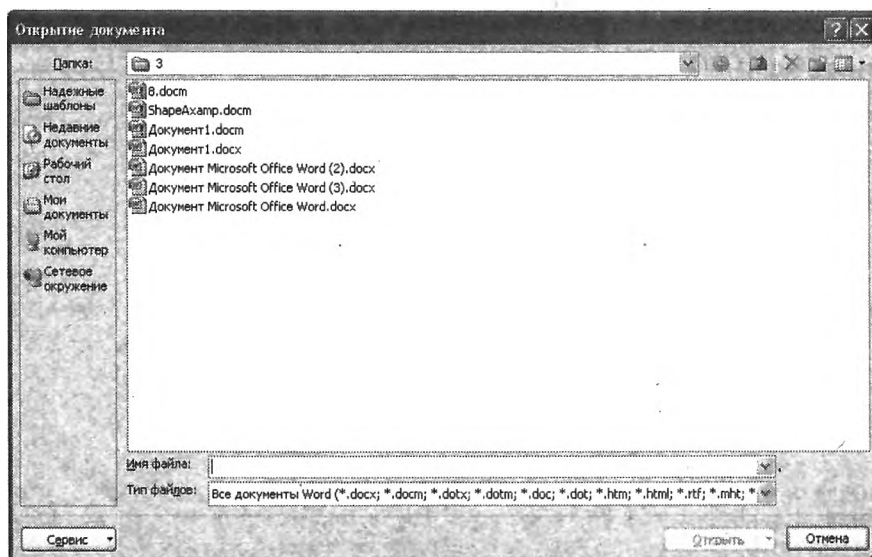 Открытие документа
Папка:
3
Надежные
шаблоны
Недавние
документы
Рабочий
стол
Мои
документы
Мой
компьютер
Сетевое
окружение
8.docm
ShapeAxamp.docm
Документ1.docm
Документ1.docx
Документ Microsoft Office Word (2).docx
Документ Microsoft Office Word (3).docx
Документ Microsoft Office Word.docx
Имя файла:
Тип файлов:
Все документы Word (*.docx; *.docm; *.dotx; *.dotm; *.doc; *.dot; *.htm; *.html; *.rtf; *.mht; *
Сервис
Открыть
Отмена